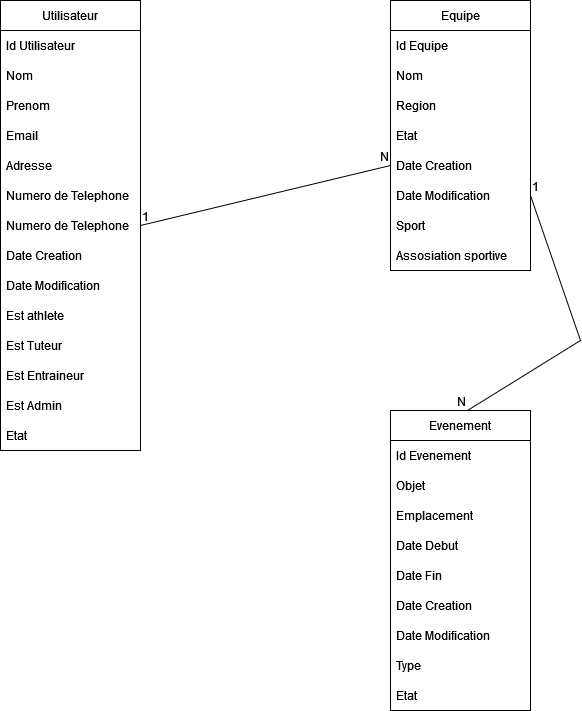 Utilisateur
Id Utilisateur
Nom
Prenom
Email
Adresse
Numero de Telephone
Numero de Telephone
Date Creation
Date Modification
Est athlete
Est Tuteur
Est Entraineur
Est Admin
Etat
1
N
Equipe
Id Equipe
Nom
Region
Etat
Date Creation
Date Modification
Sport
Assosiation sportive
1
N
Evenement
Id Evenement
Objet
Emplacement
Date Debut
Date Fin
Date Creation
Date Modification
Type
Etat